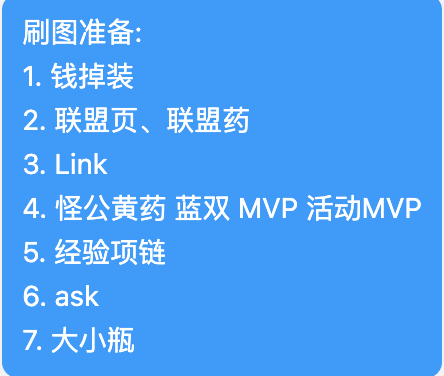 刷图准备:
1. 钱掉装
2. 联盟页、联盟药
3. Link
4. 怪公黄药 蓝双 MVP 活动MVP
5. 经验项链
6. ask
7. 大小瓶